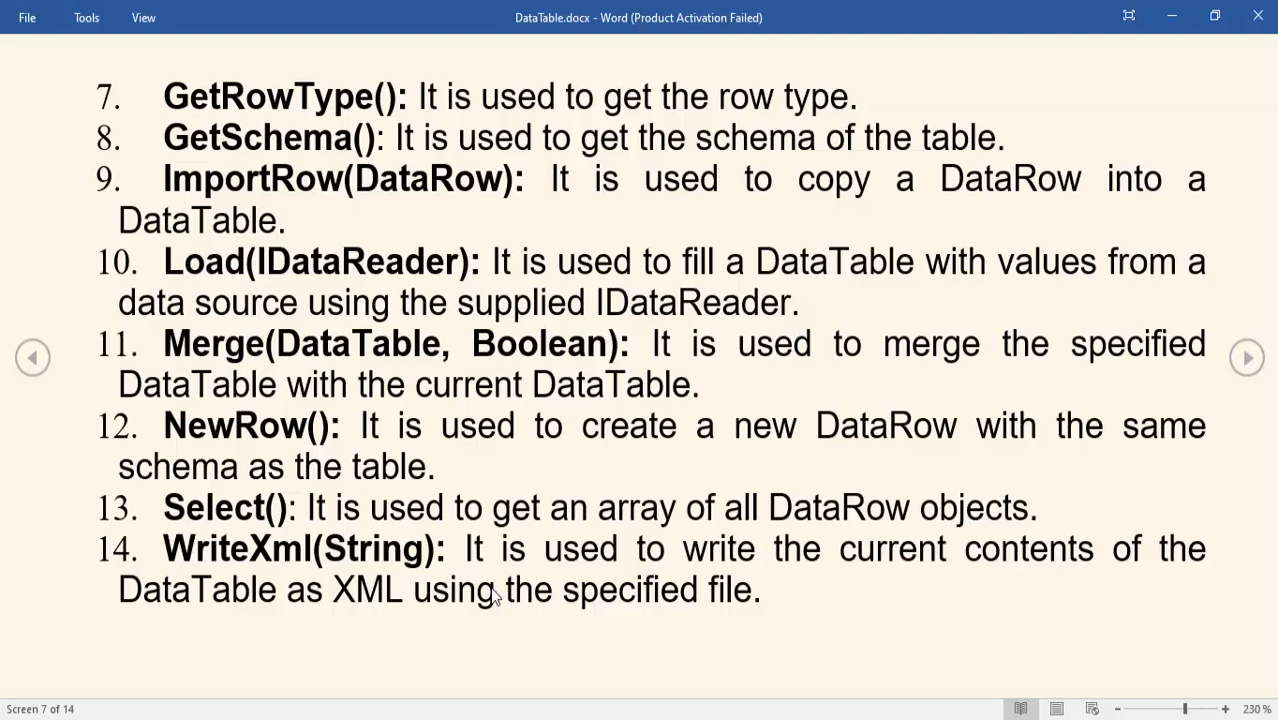 File Tools View DataTable.docx - Word (Product Activation Failed)
7. GetRowType(): It is used to get the row type.
8. GetSchema(): It is used to get the schema of the table.
9. ImportRow(DataRow): It is used to copy a DataRow into a
DataTable.
10. Load(IDataReader): It is used to fill a DataTable with values from a
data source using the supplied IDataReader.
11. Merge(DataTable, Boolean): It is used to merge the specified
DataTable with the current DataTable.
12. NewRow(): It is used to create a new DataRow with the same
schema as the table.
13. Select(): It is used to get an array of all DataRow objects.
14. WriteXml(String): It is used to write the current contents of the
DataTable as XML using the specified file.
Screen 7 of 14 230 %